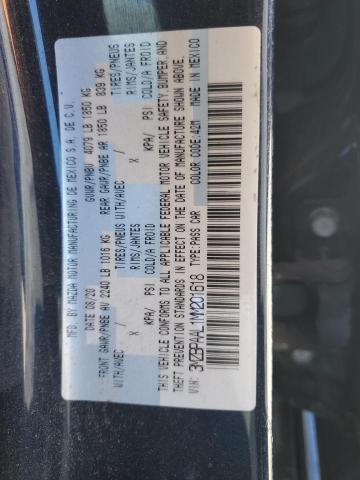 MFD. BY MAZDA MOTOR MANUFACTURING DE MEXICO S.A. DE C.V.
DATE 08/20 GVWR/PNBV 4079 LB 1850 KG
FRONT GAWR/PNBE AV 2240 LB 1016 KG REAR GAWR/PNBE AR 1850 LB 839 KG
WITH/AVEC TIRES/PNEUS WITH/AVEC TIRES/PNEUS
/ X RIMS/JANTES X RIMS/JANTES
KPA/ PSI COLD/A FROID KPA/ PSI COLD/A FROID
THIS VEHICLE CONFORMS TO ALL APPLICABLE FEDERAL MOTOR VEHICLE SAFETY, BUMPER, AND
THEFT PREVENTION STANDARDS IN EFFECT ON THE DATE OF MANUFACTURE SHOWN ABOVE.
VIN: 3MZBPAAL1MM201618 TYPE:PASS CAR COLOR CODE:42M MADE IN MEXICO